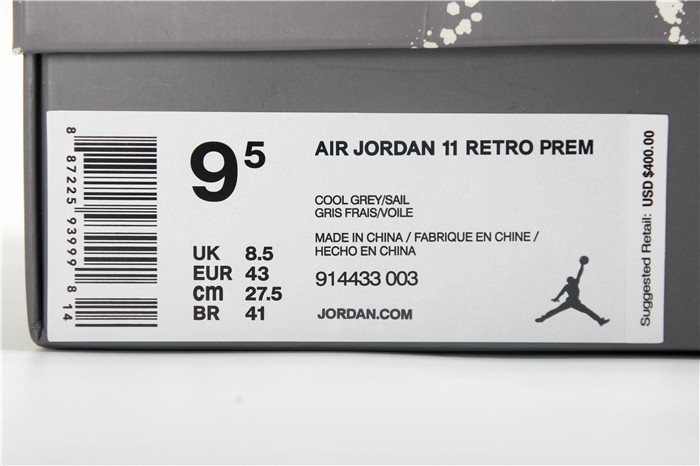 8 87225 93999 8 14
9⁵
UK 8.5
EUR 43
cm 27.5
BR 41
AIR JORDAN 11 RETRO PREM
COOL GREY/SAIL
GRIS FRAIS/VOILE
MADE IN CHINA / FABRIQUE EN CHINE /
HECHO EN CHINA
914433 003
JORDAN.COM
Suggested Retail: USD $400.00